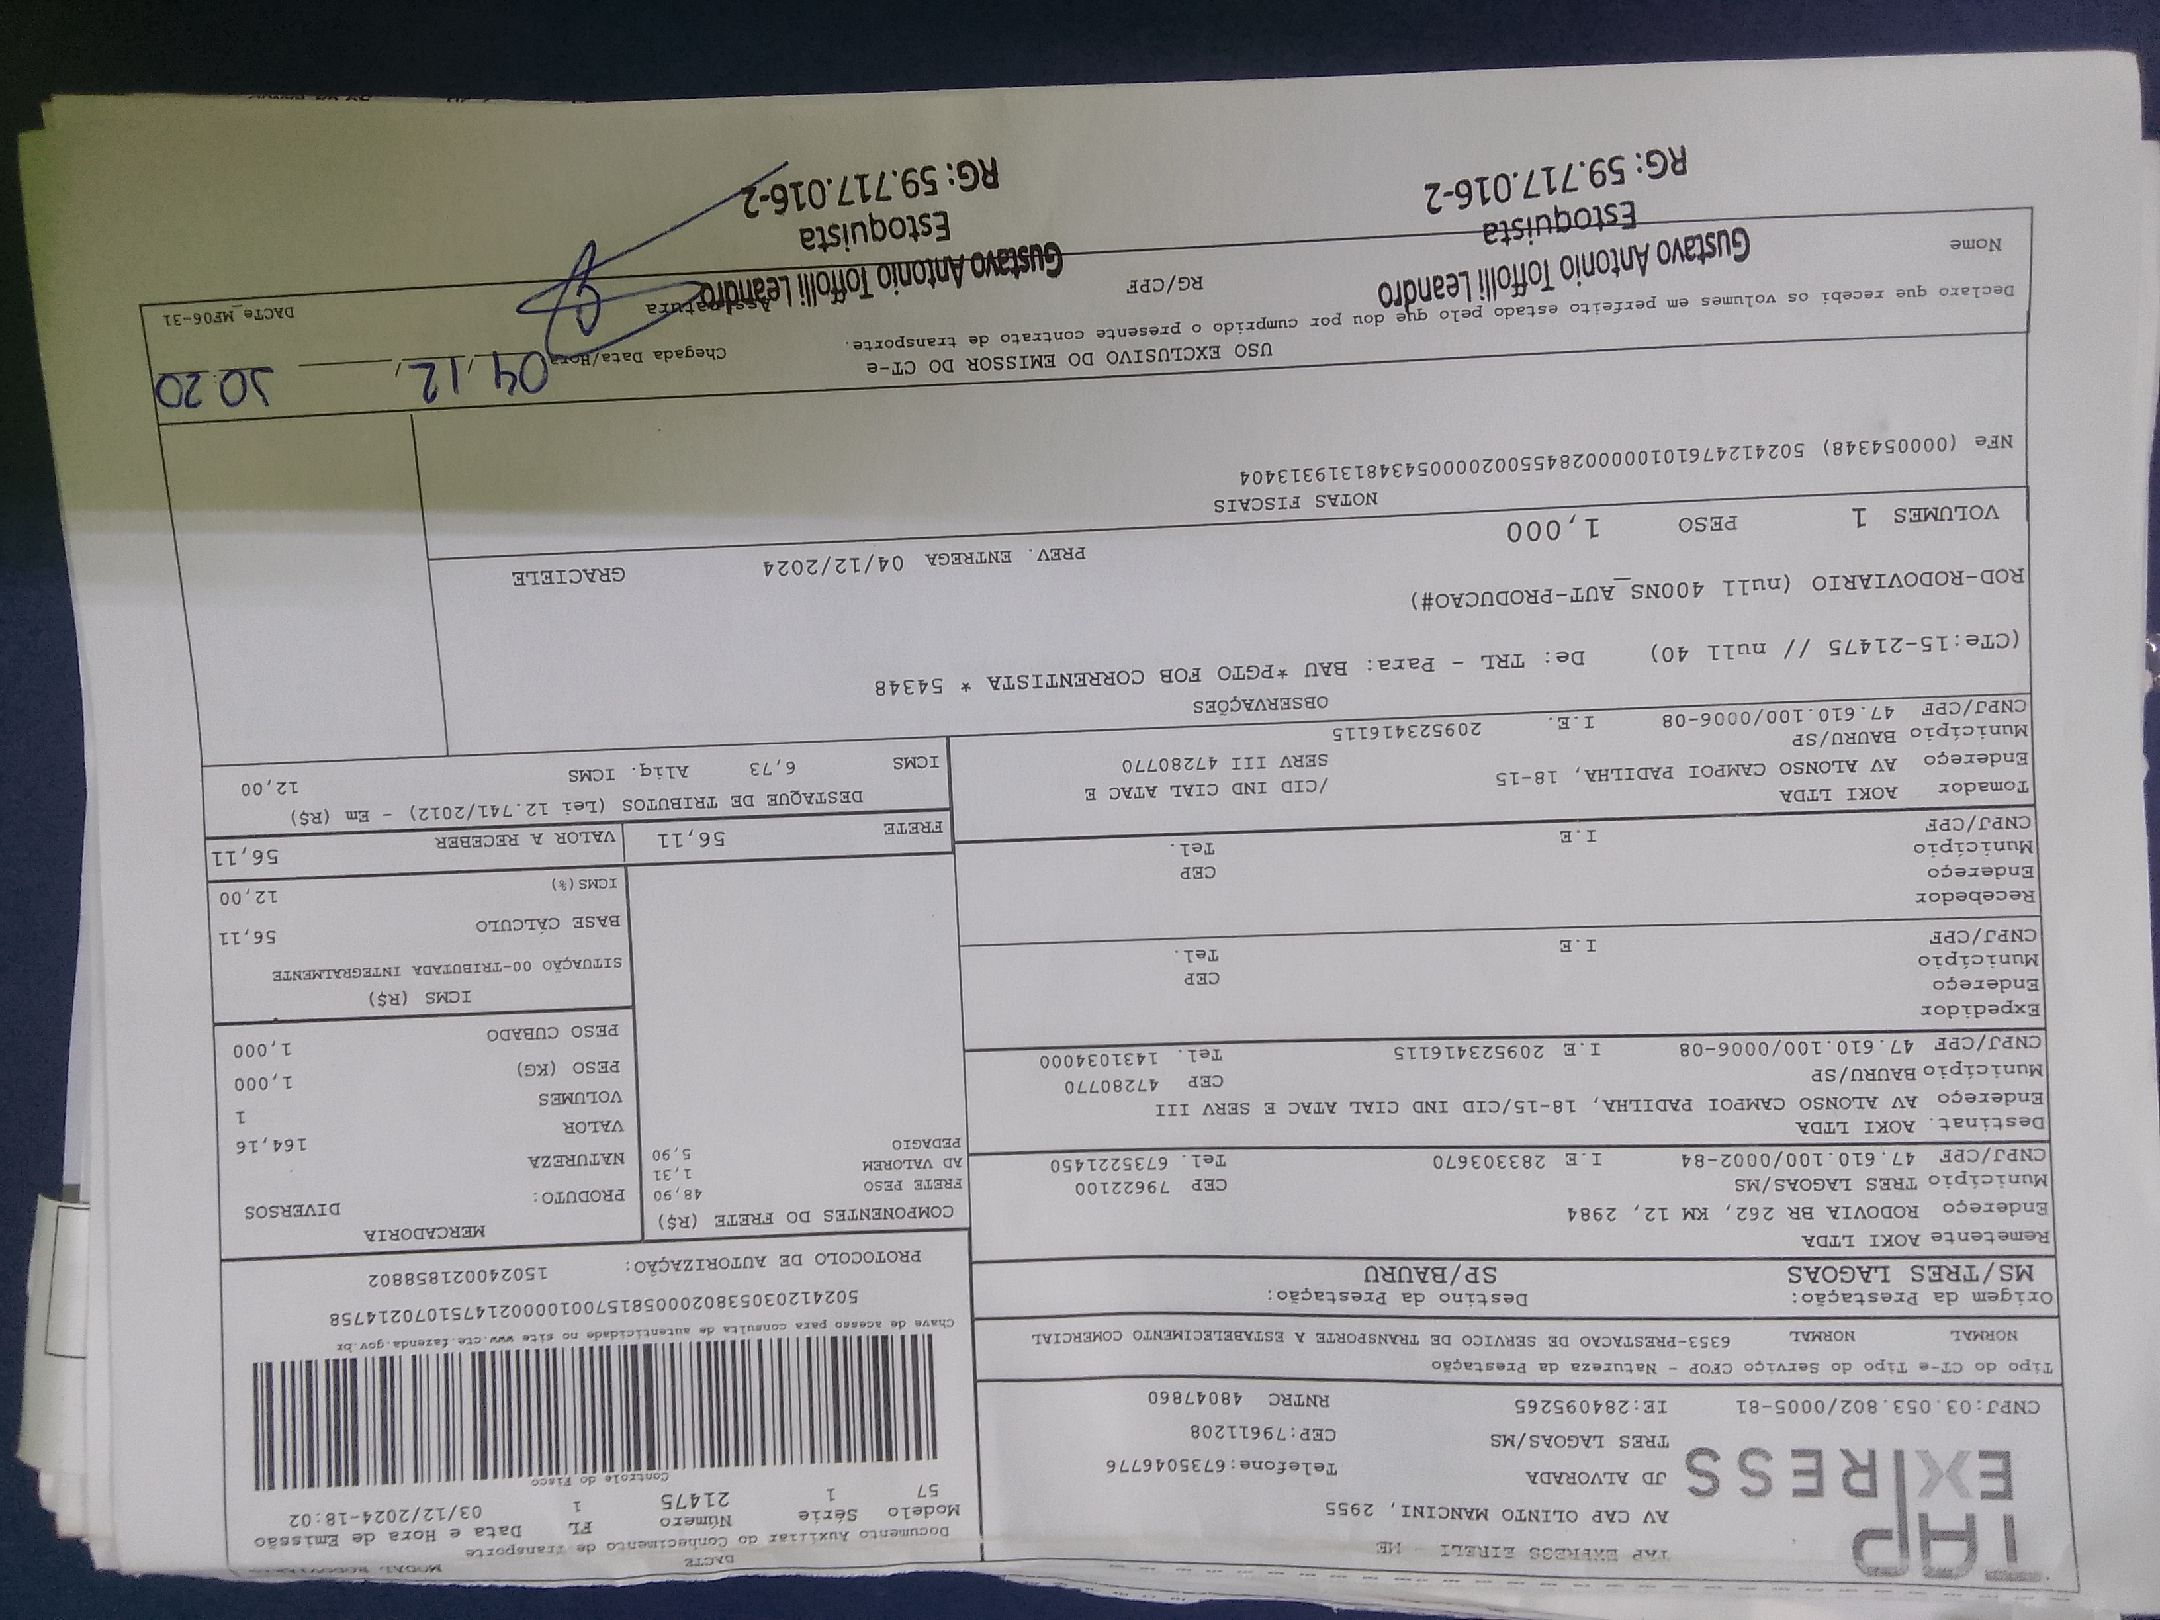 TAP
EXPRESS
TAP EXPRESS EIRELI - ME
AV CAP OLINTO MANCINI, 2955
JD ALVORADA Telefone:6735046776
TRES LAGOAS/MS CEP:79611208
CNPJ:03.053.802/0005-81 IE:284095265 RNTRC 48047860
DACTE
Documento Auxiliar do Conhecimento de Transporte
Modelo Série Número FL Data e Hora de Emissão
57 1 21475 1 03/12/2024-18:02
Controle do Fisco
Chave de acesso para consulta de autenticidade no site www.cte.fazenda.gov.br
50241203053802000581570010000214751070214758
PROTOCOLO DE AUTORIZAÇÃO: 150240021858802
Tipo do CT-e Tipo do Serviço CFOP - Natureza da Prestação
NORMAL NORMAL 6353-PRESTACAO DE SERVICO DE TRANSPORTE A ESTABELECIMENTO COMERCIAL
Origem da Prestação: Destino da Prestação:
MS/TRES LAGOAS SP/BAURU
Remetente AOKI LTDA
Endereço RODOVIA BR 262, KM 12, 2984
Município TRES LAGOAS/MS CEP 79622100
CNPJ/CPF 47.610.100/0002-84 I.E 283303670 Tel. 6735221450
Destinat. AOKI LTDA
Endereço AV ALONSO CAMPOI PADILHA, 18-15/CID IND CIAL ATAC E SERV III
Município BAURU/SP CEP 47280770
CNPJ/CPF 47.610.100/0006-08 I.E 209523416115 Tel. 1431034000
Expedidor
Endereço
Município CEP
CNPJ/CPF I.E Tel.
Recebedor
Endereço
Município CEP
CNPJ/CPF I.E Tel.
Tomador AOKI LTDA
Endereço AV ALONSO CAMPOI PADILHA, 18-15 /CID IND CIAL ATAC E
Município BAURU/SP SERV III 47280770
CNPJ/CPF 47.610.100/0006-08 I.E. 209523416115
COMPONENTES DO FRETE (R$)
FRETE PESO 48,90
AD VALOREM 1,31
PEDAGIO 5,90
MERCADORIA
PRODUTO: DIVERSOS
NATUREZA
VALOR 164,16
VOLUMES 1
PESO (KG) 1,000
PESO CUBADO 1,000
ICMS (R$)
SITUAÇÃO 00-TRIBUTADA INTEGRALMENTE
BASE CÁLCULO 56,11
ICMS(%) 12,00
FRETE 56,11 VALOR A RECEBER 56,11
DESTAQUE DE TRIBUTOS (Lei 12.741/2012) - Em (R$)
ICMS 6,73 Aliq. ICMS 12,00
OBSERVAÇÕES
(CTe:15-21475 // null 40) De: TRL - Para: BAU *PGTO FOB CORRENTISTA * 54348
ROD-RODOVIARIO (null 400NS_AUT-PRODUCAO#)
VOLUMES 1 PESO 1,000 PREV. ENTREGA 04/12/2024 GRACIELE
NOTAS FISCAIS
NFe (00054348) 50241247610100000284550020000543481319313404
USO EXCLUSIVO DO EMISSOR DO CT-e
Declaro que recebi os volumes em perfeito estado pelo que dou por cumprido o presente contrato de transporte.
Chegada Data/Hora 04/12/ 10:20
Nome RG/CPF Assinatura DACTe_MF06-31
Gustavo Antonio Toffolli Leandro
Estoquista
RG: 59.717.016-2
Gustavo Antonio Toffolli Leandro
Estoquista
RG: 59.717.016-2